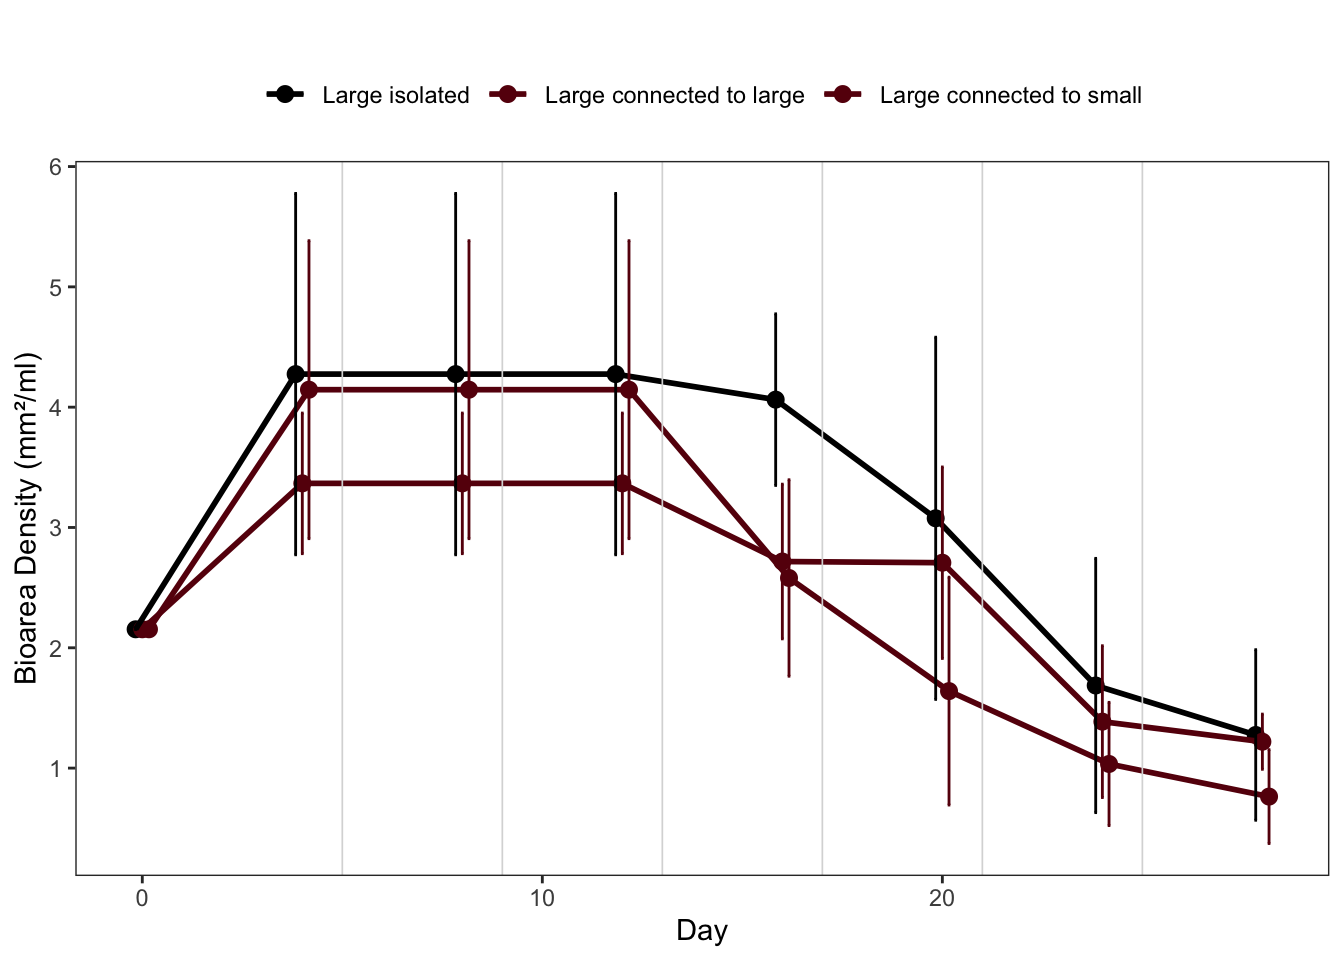 Large isolated Large connected to large Large connected to small
6
5
4
3
2
1
Bioarea Density (mm²/ml)
0 10 20
Day